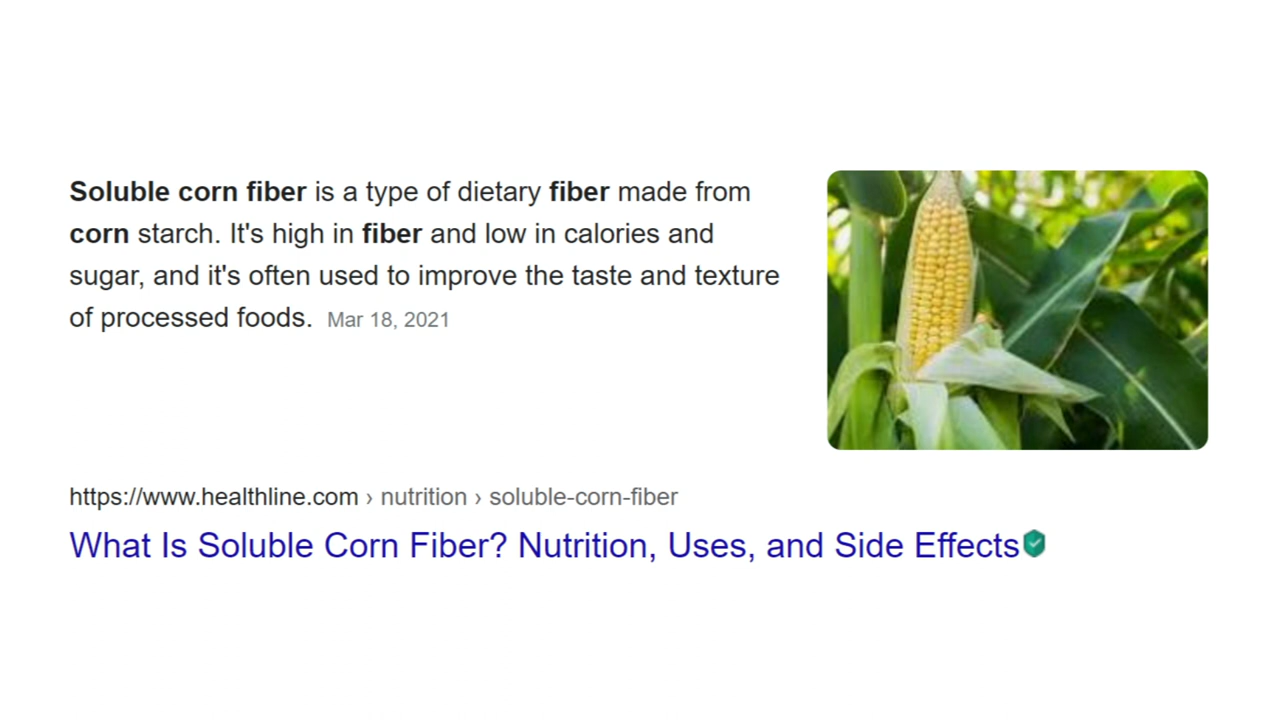 Soluble corn fiber is a type of dietary fiber made from
corn starch. It's high in fiber and low in calories and
sugar, and it's often used to improve the taste and texture
of processed foods. Mar 18, 2021
https://www.healthline.com › nutrition › soluble-corn-fiber
What Is Soluble Corn Fiber? Nutrition, Uses, and Side Effects